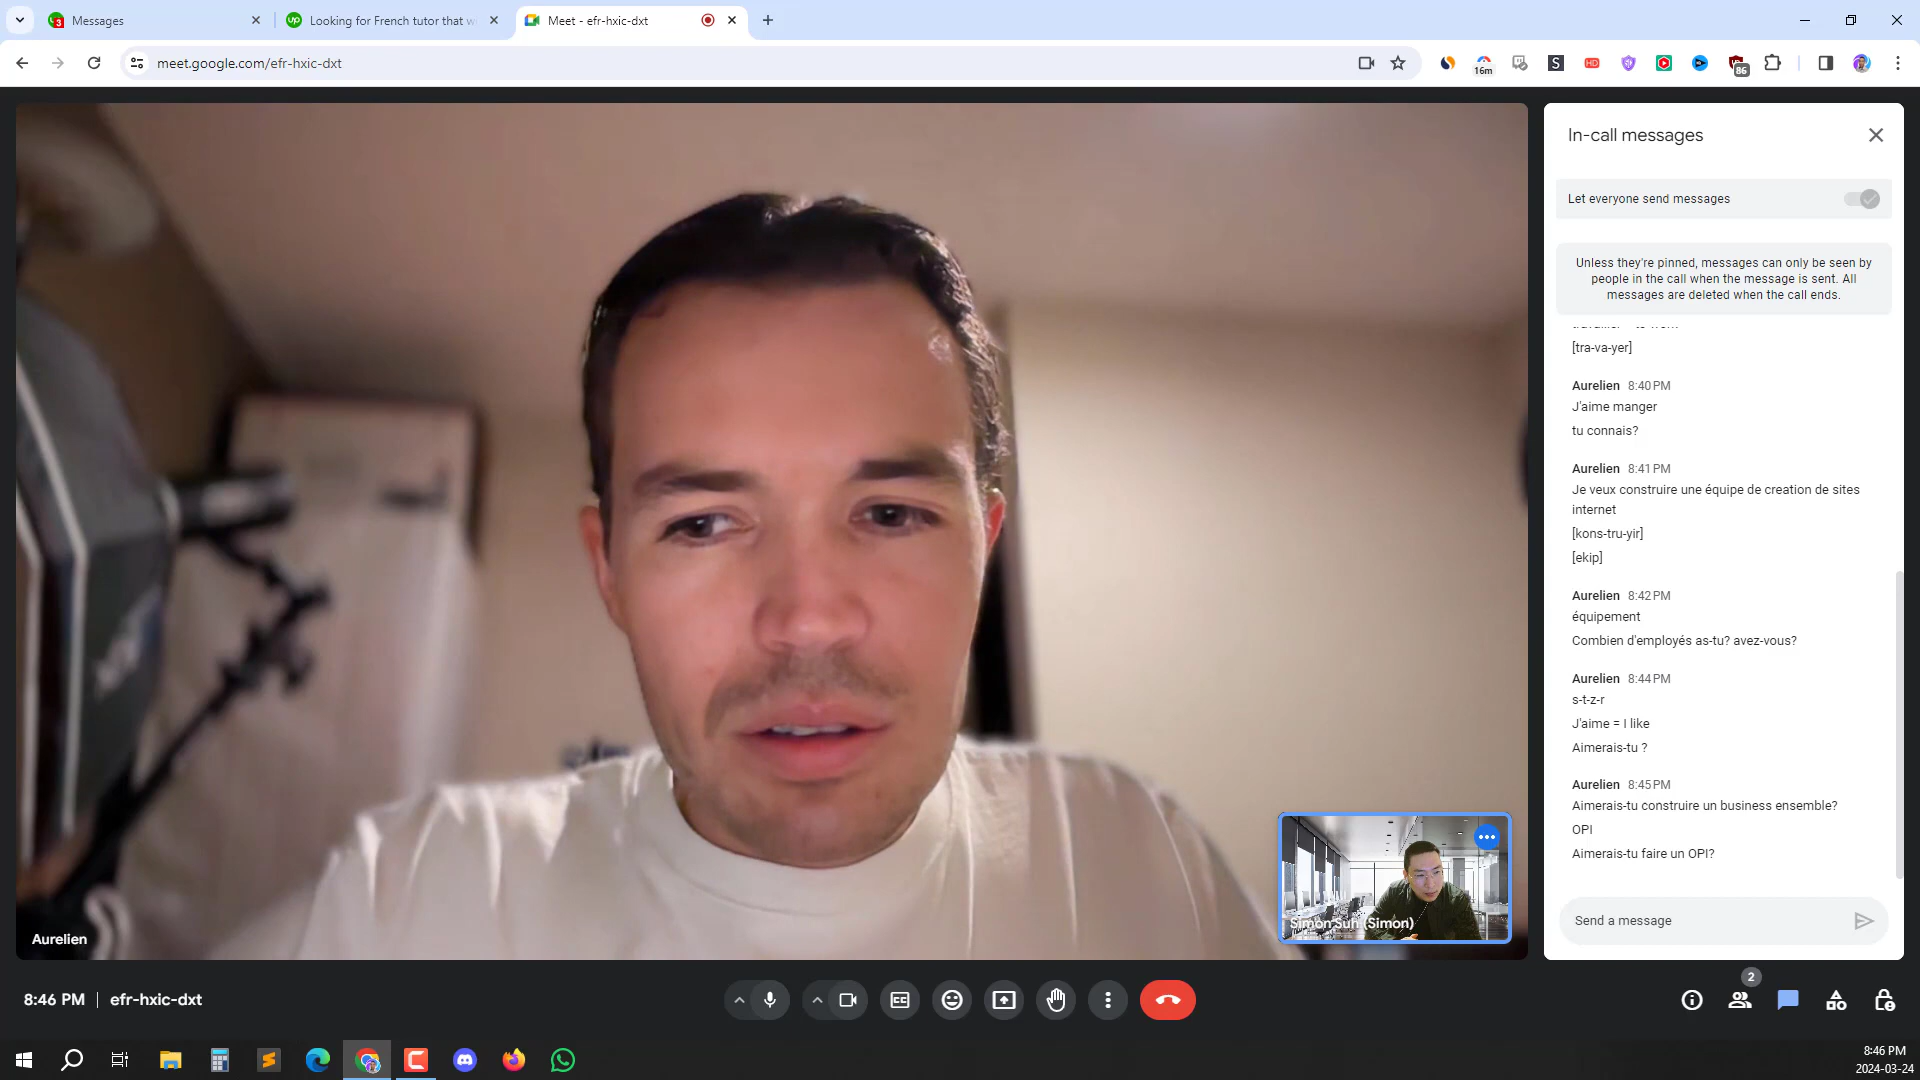 Messages
Looking for French tutor that w
Meet - efr-hxic-dxt
meet.google.com/efr-hxic-dxt
16m
S
HD
86
In-call messages
Let everyone send messages
Unless they're pinned, messages can only be seen by
people in the call when the message is sent. All
messages are deleted when the call ends.
[tra-va-yer]
Aurelien 8:40 PM
J'aime manger
tu connais?
Aurelien 8:41 PM
Je veux construire une équipe de creation de sites
internet
[kons-tru-yir]
[ekip]
Aurelien 8:42 PM
équipement
Combien d'employés as-tu? avez-vous?
Aurelien 8:44 PM
s-t-z-r
J'aime = I like
Aimerais-tu ?
Aurelien 8:45 PM
Aimerais-tu construire un business ensemble?
OPI
Aimerais-tu faire un OPI?
Send a message
Simon Suh (Simon)
Aurelien
8:46 PM | efr-hxic-dxt
2
8:46 PM
2024-03-24